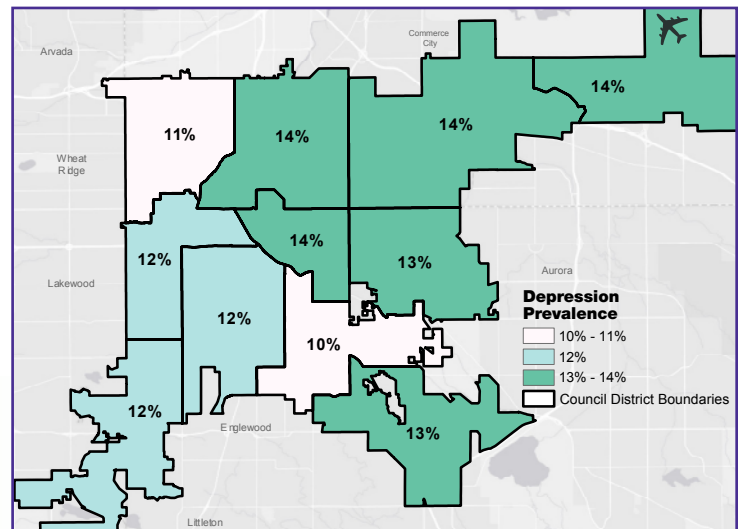 Commerce
City
Arvada
14%
11%
14%
14%
Wheat
Ridge
14%
12%
13%
Aurora
Lakewood
Depression
Prevalence
12%
10% - 11%
10%
12%
13% - 14%
Council District Boundaries
12%
Englewood
13%
Littleton